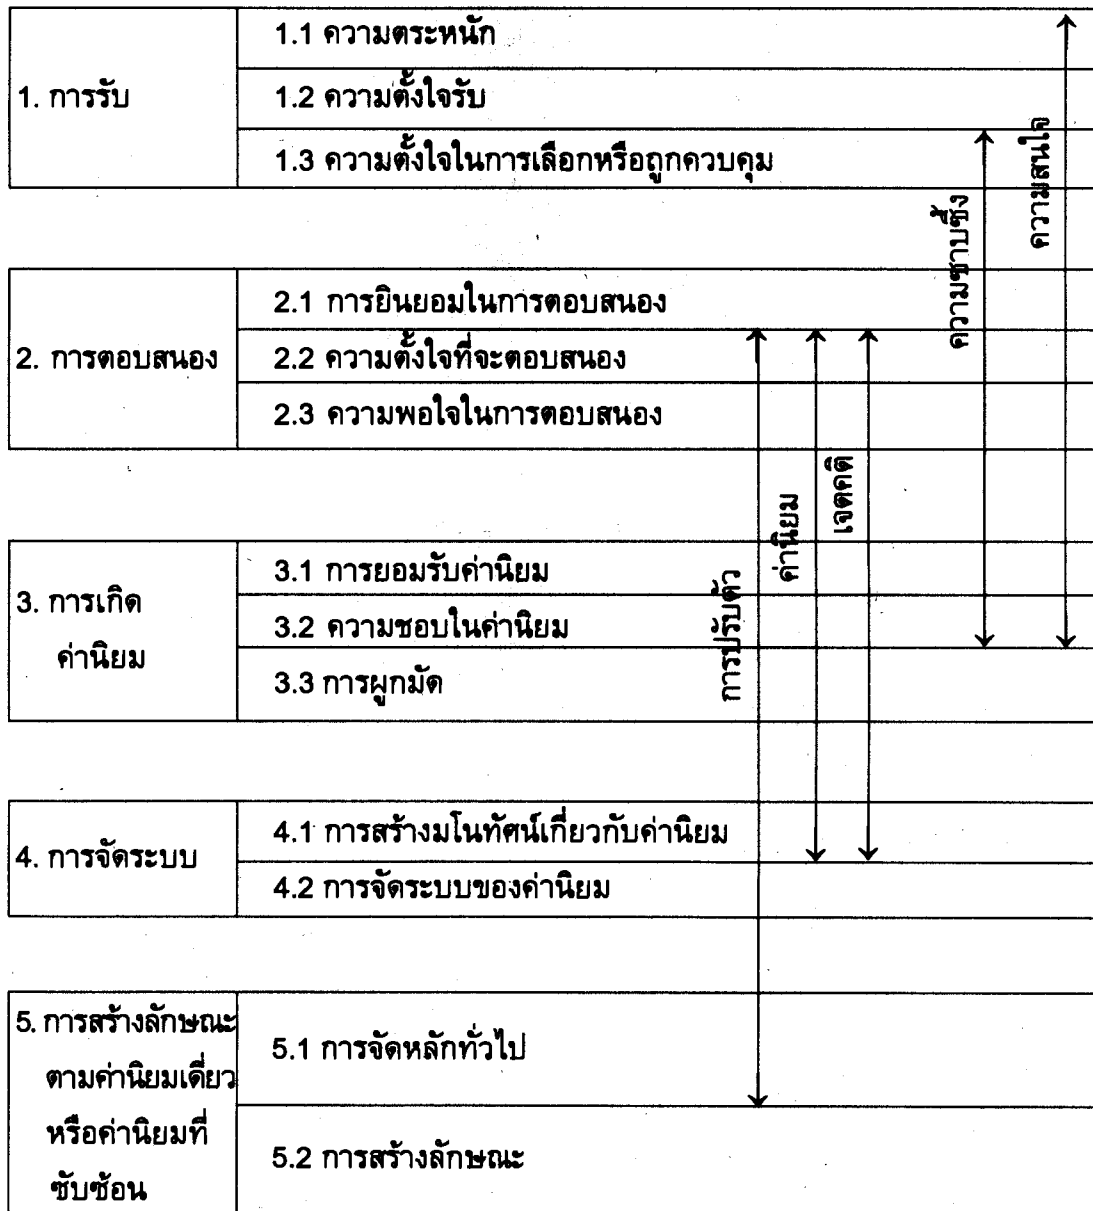 1. การรับ
1.1 ความตระหนัก
1.2 ความตั้งใจรับ
1.3 ความตั้งใจในการเลือกหรือถูกควบคุม
2. การตอบสนอง
2.1 การยินยอมในการตอบสนอง
2.2 ความตั้งใจที่จะตอบสนอง
2.3 ความพอใจในการตอบสนอง
3. การเกิด
ค่านิยม
3.1 การยอมรับค่านิยม
3.2 ความชอบในค่านิยม
3.3 การผูกมัด
4. การจัดระบบ
4.1 การสร้างมโนทัศน์เกี่ยวกับค่านิยม
4.2 การจัดระบบของค่านิยม
5. การสร้างลักษณะ
ตามค่านิยมเดี่ยว
หรือค่านิยมที่
ซับซ้อน
5.1 การจัดหลักทั่วไป
5.2 การสร้างลักษณะ
การปรับตัว
ค่านิยม
เจตคติ
ความซาบซึ้ง
ความสนใจ